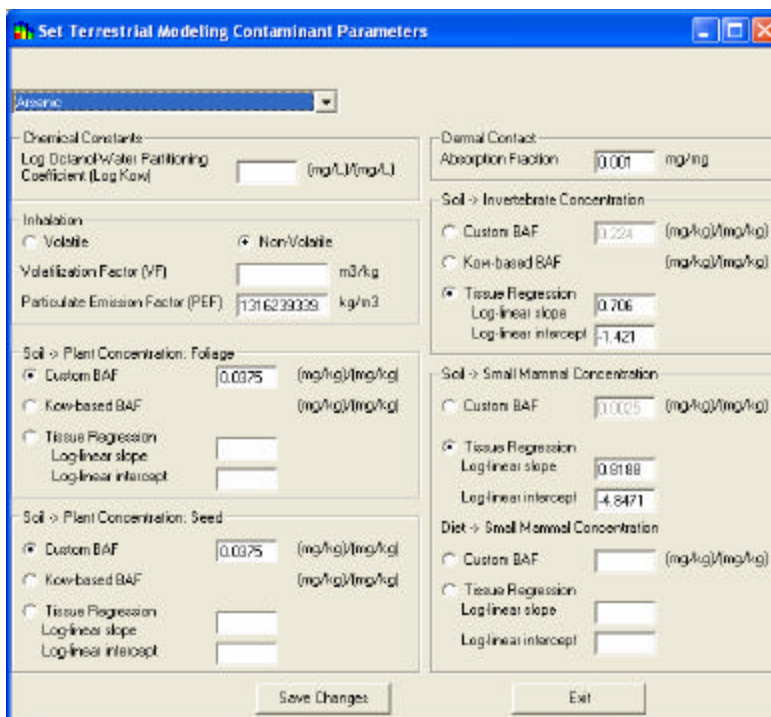 Set Terrestrial Modeling Contaminant Parameters
Arsenic
Chemical Constants
Log Octanol/Water Partitioning
Coefficient (Log Kow)
(mg/L)/(mg/L)
Inhalation
Volatile
Non-Volatile
Volatilization Factor (VF)
m3/kg
Particulate Emission Factor (PEF)
1316239339
kg/m3
Soil -> Plant Concentration: Foliage
Custom BAF
0.0375
(mg/kg)/(mg/kg)
Kow-based BAF
(mg/kg)/(mg/kg)
Tissue Regression
Log-linear slope
Log-linear intercept
Soil -> Plant Concentration: Seed
Custom BAF
0.0375
(mg/kg)/(mg/kg)
Kow-based BAF
(mg/kg)/(mg/kg)
Tissue Regression
Log-linear slope
Log-linear intercept
Dermal Contact
Absorption Fraction
0.001
mg/mg
Soil -> Invertebrate Concentration
Custom BAF
0.224
(mg/kg)/(mg/kg)
Kow-based BAF
(mg/kg)/(mg/kg)
Tissue Regression
Log-linear slope
0.706
Log-linear intercept
-1.421
Soil -> Small Mammal Concentration
Custom BAF
0.0025
(mg/kg)/(mg/kg)
Tissue Regression
Log-linear slope
0.8188
Log-linear intercept
-4.8471
Diet -> Small Mammal Concentration
Custom BAF
(mg/kg)/(mg/kg)
Tissue Regression
Log-linear slope
Log-linear intercept
Save Changes
Exit